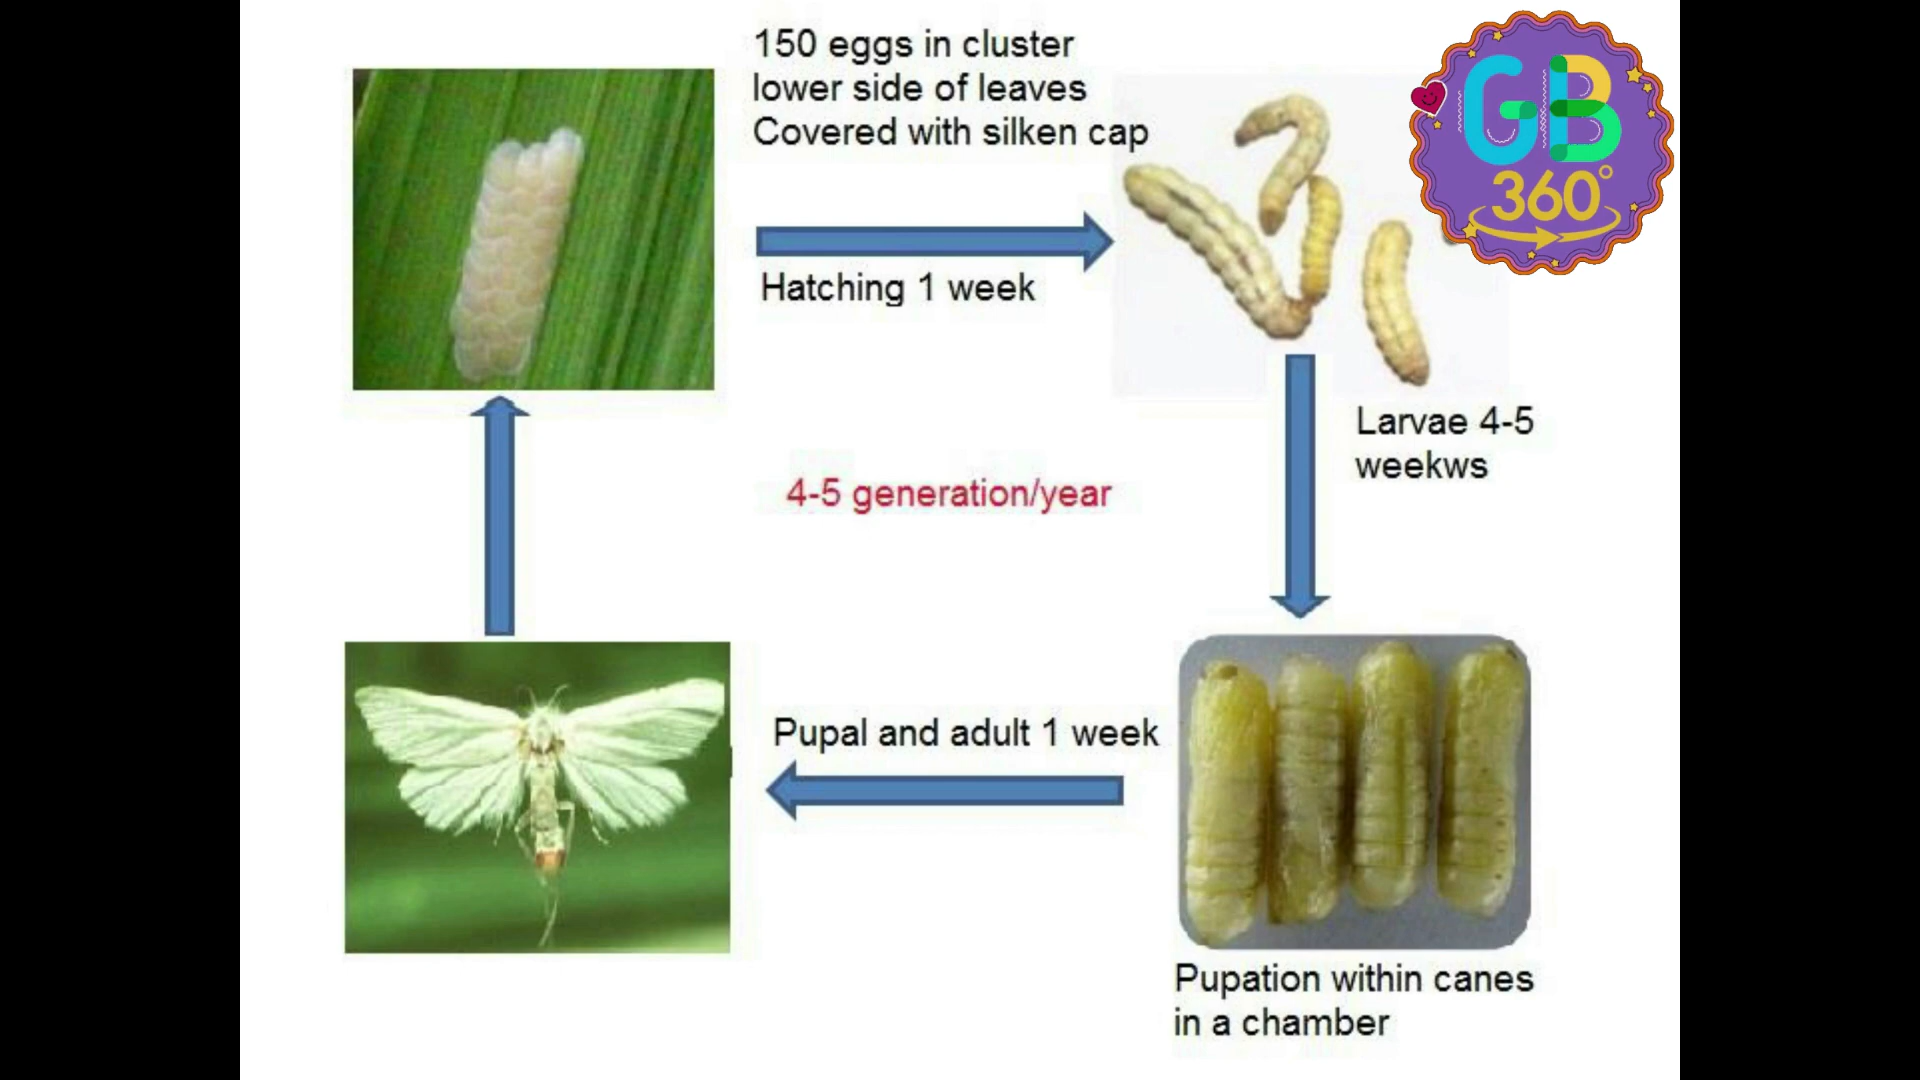 150 eggs in cluster
lower side of leaves
Covered with silken cap
GB
360°
Hatching 1 week
Larvae 4-5
weekws
4-5 generation/year
Pupal and adult 1 week
Pupation within canes
in a chamber